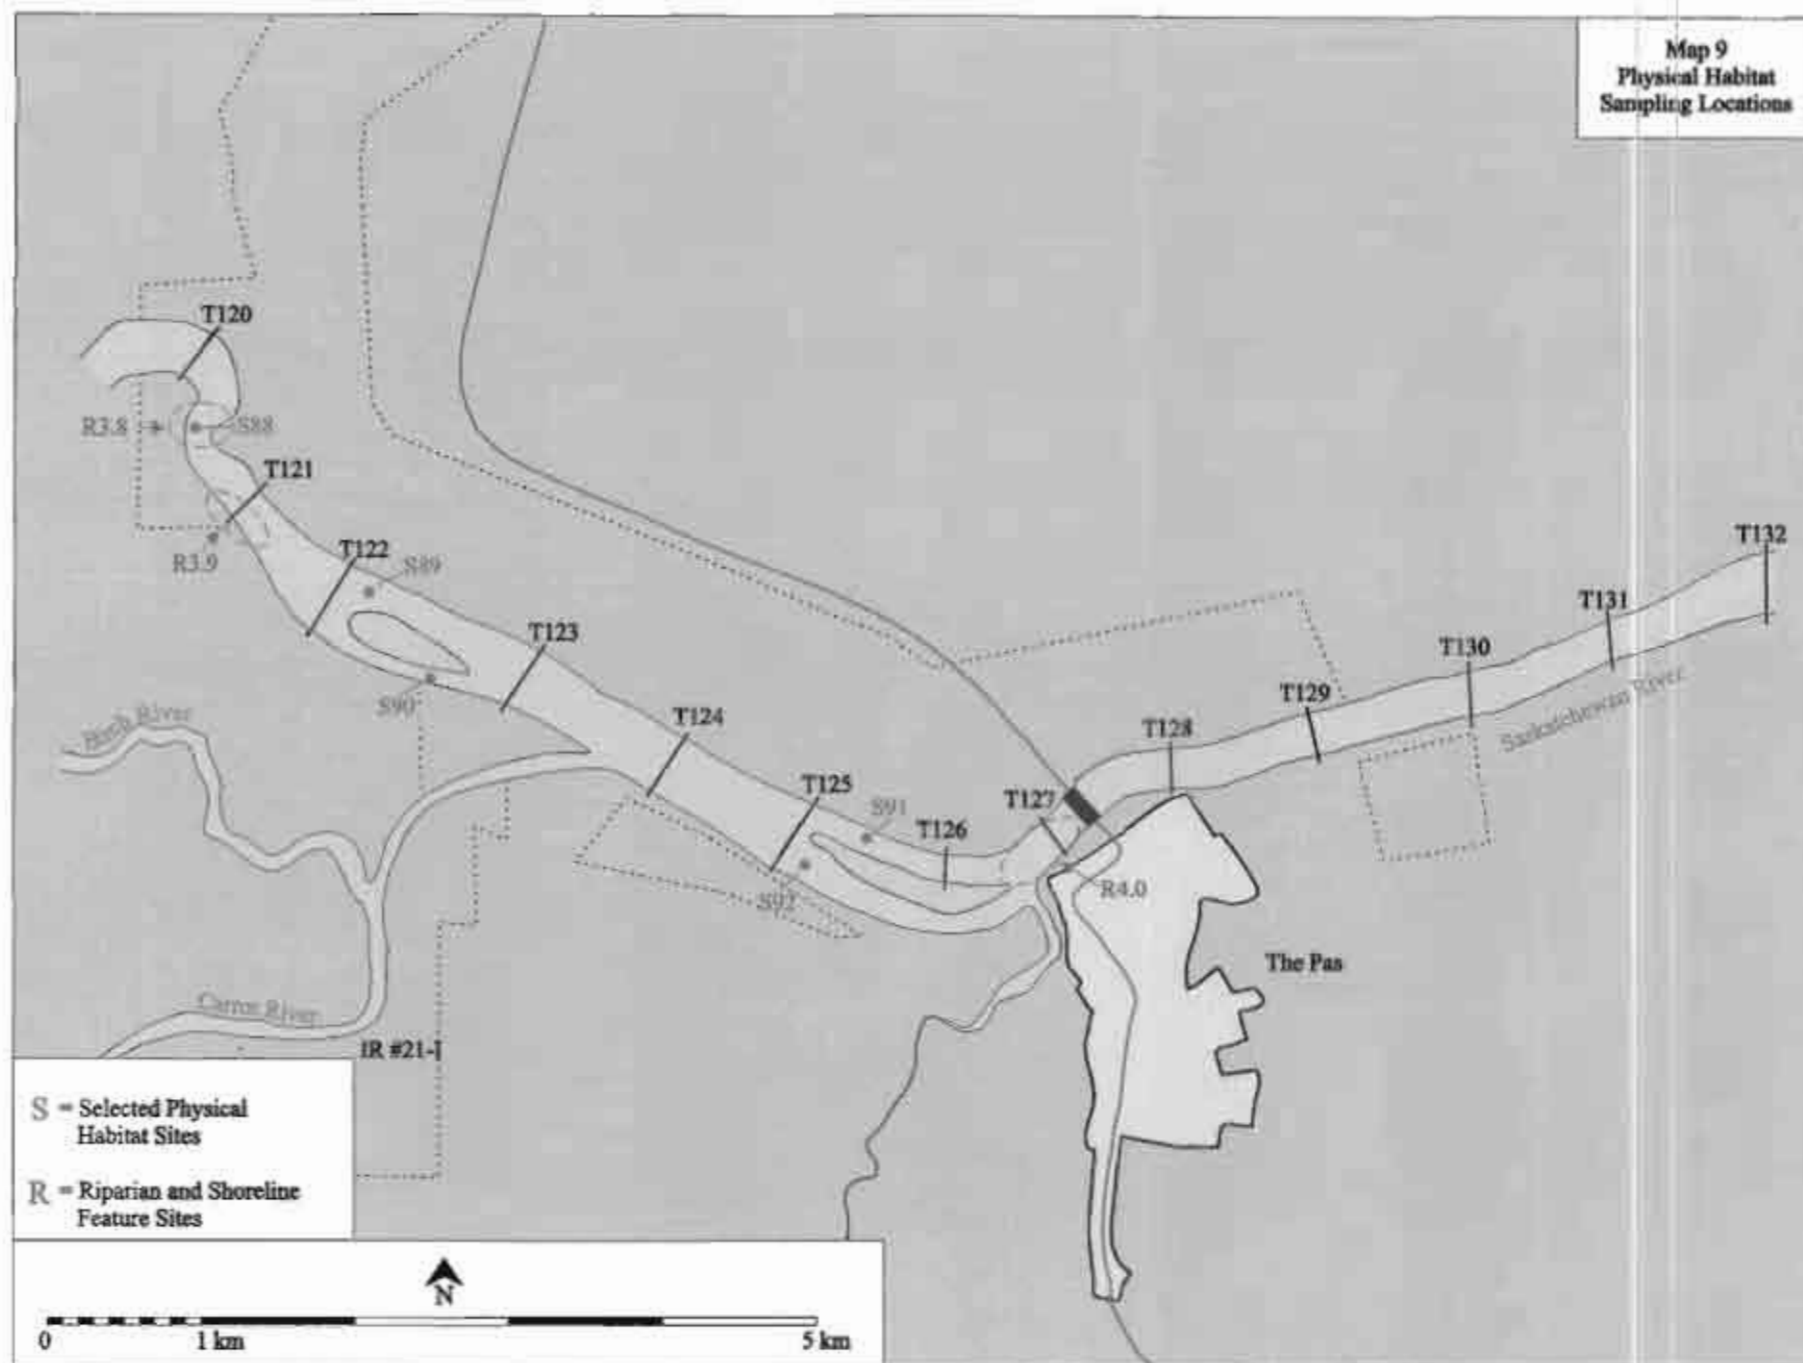 Map 9
Physical Habitat
Sampling Locations
T120
R3.8
S88
T121
R3.9
T122
S89
T123
S90
Birch River
T124
T125
S91
T126
S92
T127
T128
T129
T130
T131
T132
Saskatchewan River
R4.0
The Pas
Carrot River
IR #21-I
S = Selected Physical
Habitat Sites
R = Riparian and Shoreline
Feature Sites
N
0
1 km
5 km